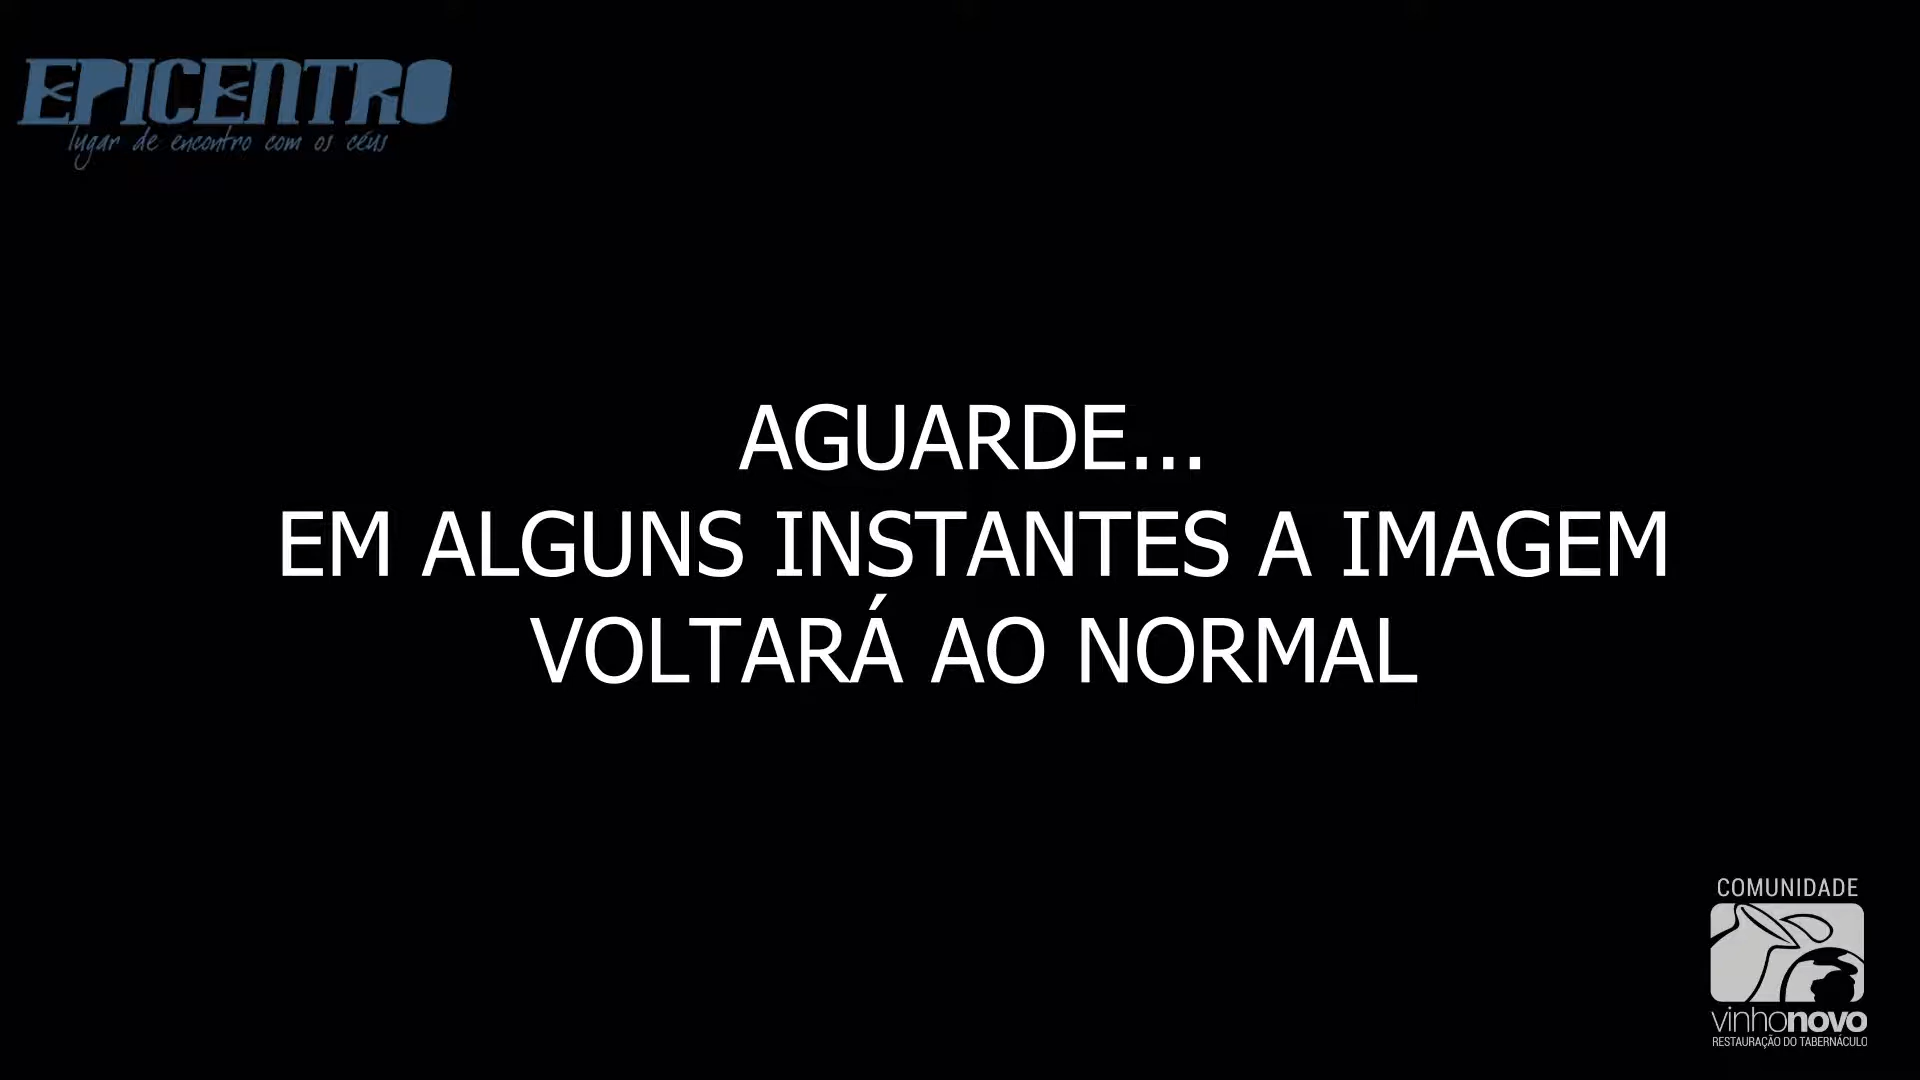 EPICENTRO
lugar de encontro com os céus
AGUARDE...
EM ALGUNS INSTANTES A IMAGEM
VOLTARÁ AO NORMAL
COMUNIDADE
vinhonovo
RESTAURAÇÃO DO TABERNÁCULO